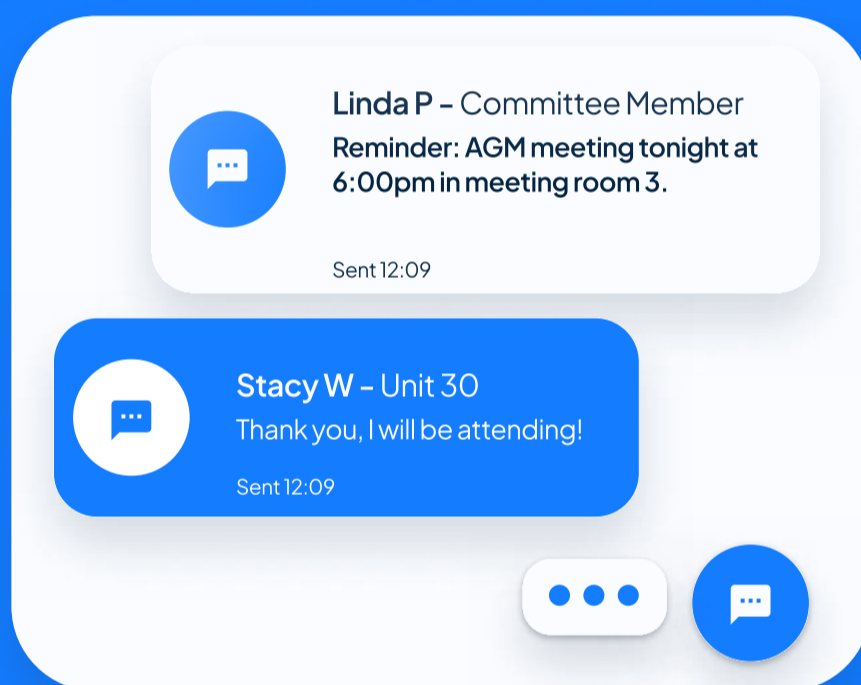 Linda P – Committee Member
Reminder: AGM meeting tonight at
6:00pm in meeting room 3.
Sent 12:09
Stacy W – Unit 30
Thank you, I will be attending!
Sent 12:09